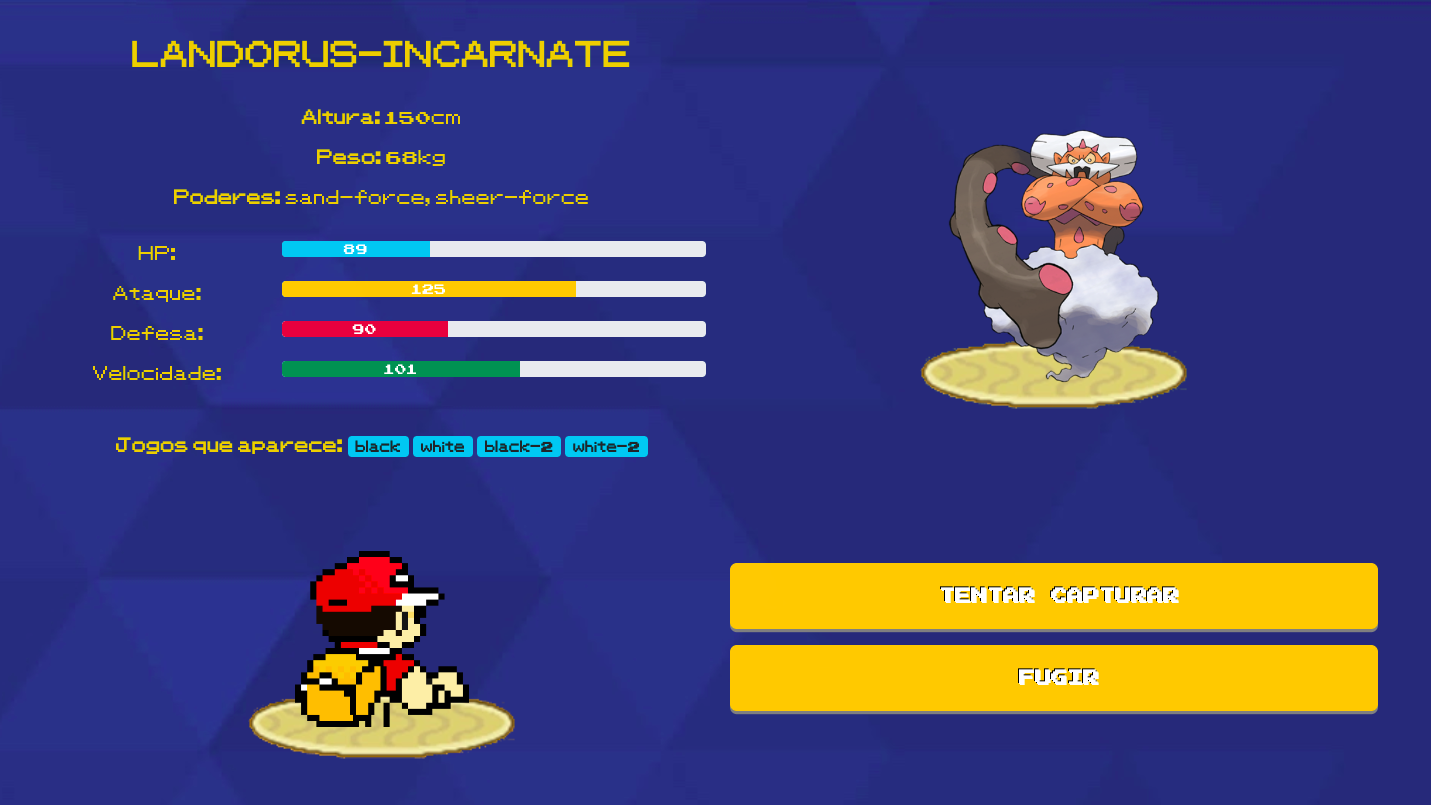 LANDORUS-INCARNATE
Altura: 150cm
Peso: 68kg
Poderes: sand-force, sheer-force
HP: 89
Ataque: 125
Defesa: 90
Velocidade: 101
Jogos que aparece: black white black-2 white-2
TENTAR CAPTURAR
FUGIR